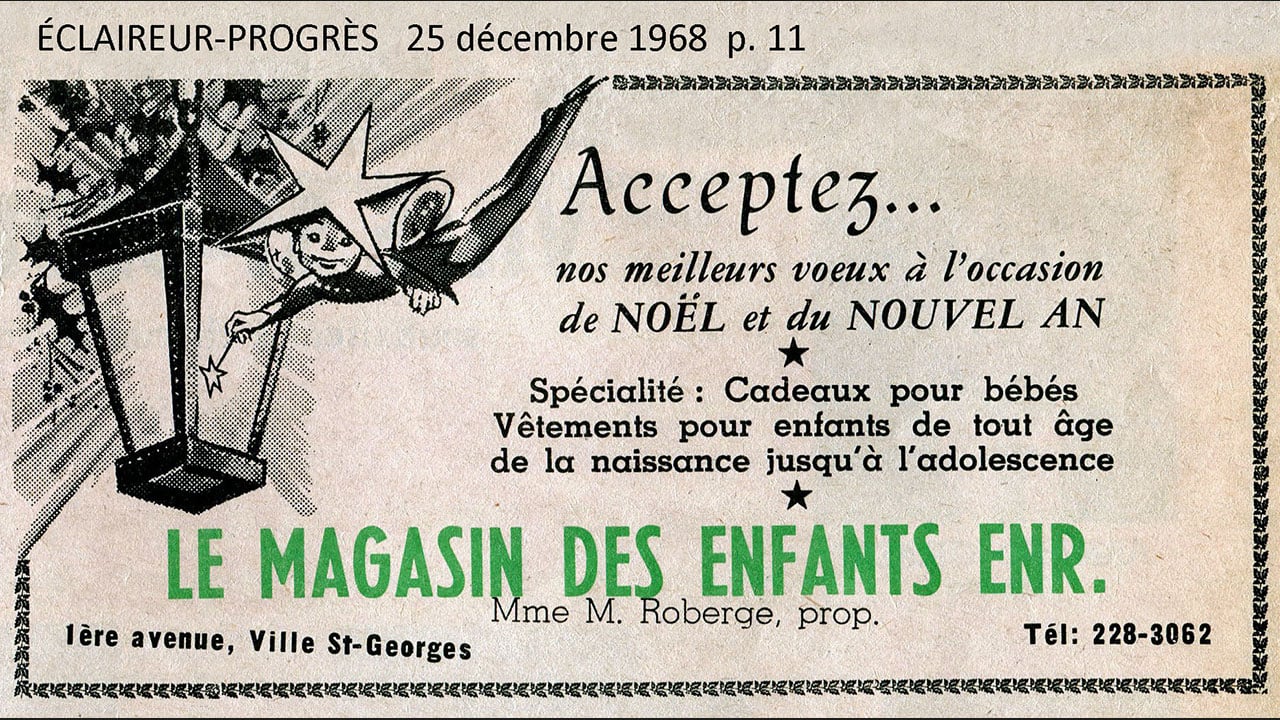 ÉCLAIREUR-PROGRÈS 25 décembre 1968 p. 11
Acceptez...
nos meilleurs voeux à l'occasion
de NOËL et du NOUVEL AN
Spécialité : Cadeaux pour bébés
Vêtements pour enfants de tout âge
de la naissance jusqu'à l'adolescence
LE MAGASIN DES ENFANTS ENR.
Mme M. Roberge, prop.
1ère avenue, Ville St-Georges
Tél: 228-3062